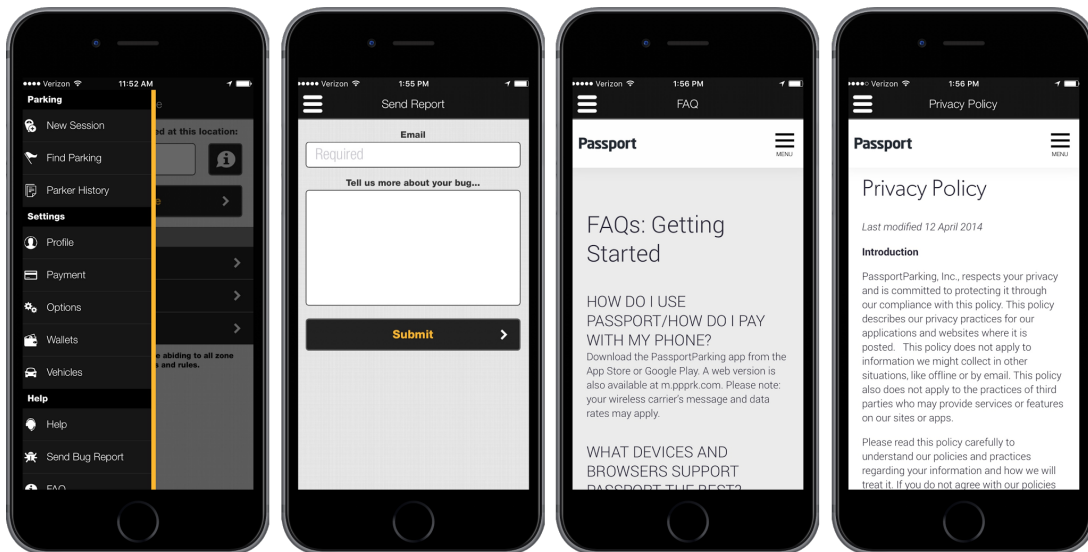 Verizon 11:52 AM
Parking
New Session
Find Parking
Parker History
Settings
Profile
Payment
Options
Wallets
Vehicles
Help
Help
Send Bug Report
FAQ
ed at this location:
e abiding to all zone
s and rules.
Verizon 1:55 PM
Send Report
Email
Required
Tell us more about your bug...
Submit
Verizon 1:56 PM
FAQ
Passport
MENU
FAQs: Getting
Started
HOW DO I USE
PASSPORT/HOW DO I PAY
WITH MY PHONE?
Download the PassportParking app from the
App Store or Google Play. A web version is
also available at m.ppprk.com. Please note:
your wireless carrier's message and data
rates may apply.
WHAT DEVICES AND
BROWSERS SUPPORT
PASSPORT THE BEST?
Verizon 1:56 PM
Privacy Policy
Passport
MENU
Privacy Policy
Last modified 12 April 2014
Introduction
PassportParking, Inc., respects your privacy
and is committed to protecting it through
our compliance with this policy. This policy
describes our privacy practices for our
applications and websites where it is
posted. This policy does not apply to
information we might collect in other
situations, like offline or by email. This policy
also does not apply to the practices of third
parties who may provide services or features
on our sites or apps.
Please read this policy carefully to
understand our policies and practices
regarding your information and how we will
treat it. If you do not agree with our policies